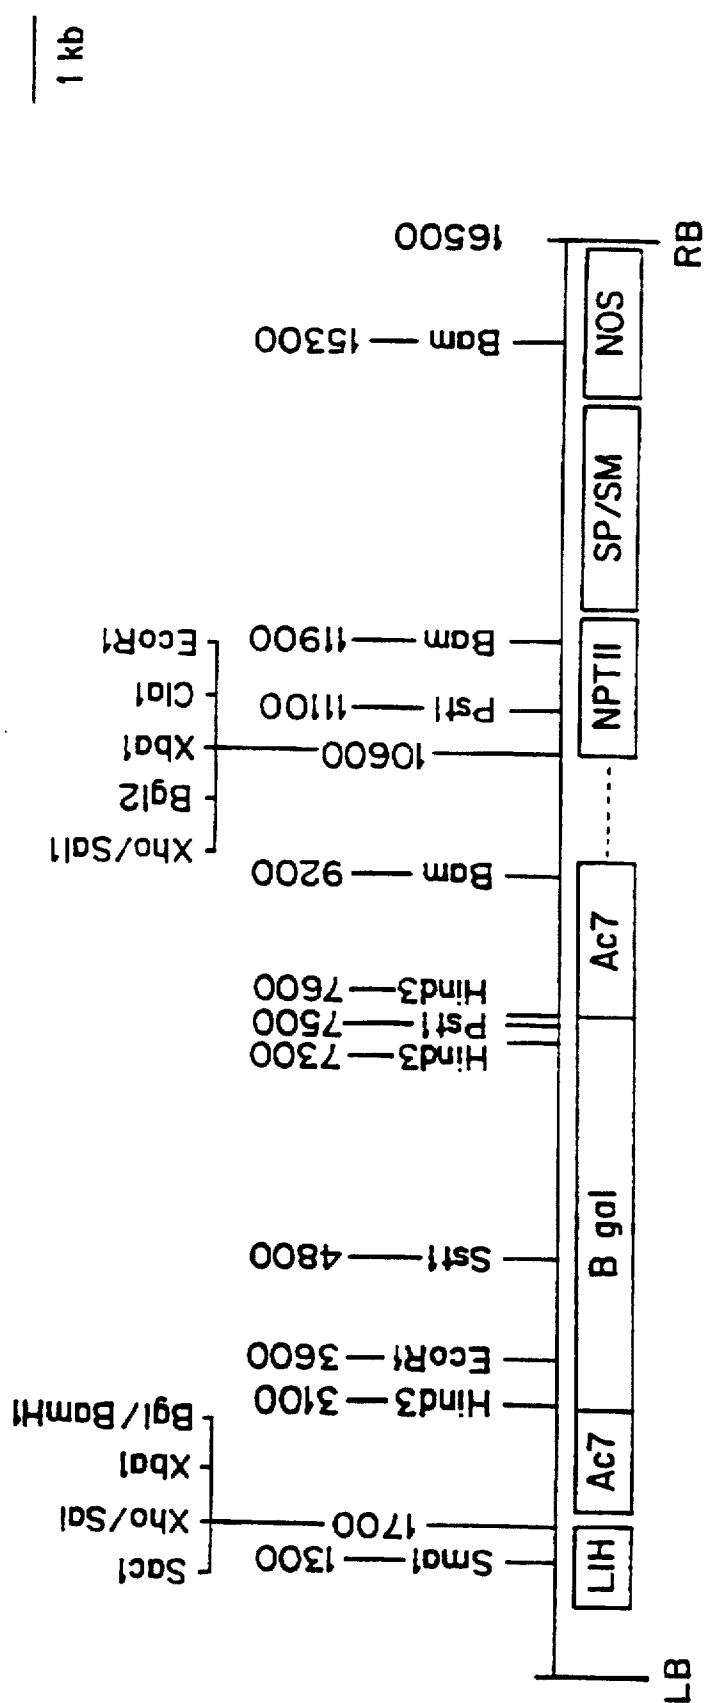 1 kb
Sac1
Xho/Sal
Xba1
Bgl/BamH1
Xho/Sal1
Bgl2
Xba1
Cla1
EcoR1
Sma1 — 1300
1700
Hind3 — 3100
EcoR1 — 3600
Sst1 — 4800
Hind3 — 7300
Pst1 — 7500
Hind3 — 7600
Bam — 9200
10600
Pst1 — 11100
Bam — 11900
Bam — 15300
16500
LB
LIH
Ac7
B gal
Ac7
NPTII
SP/SM
NOS
RB